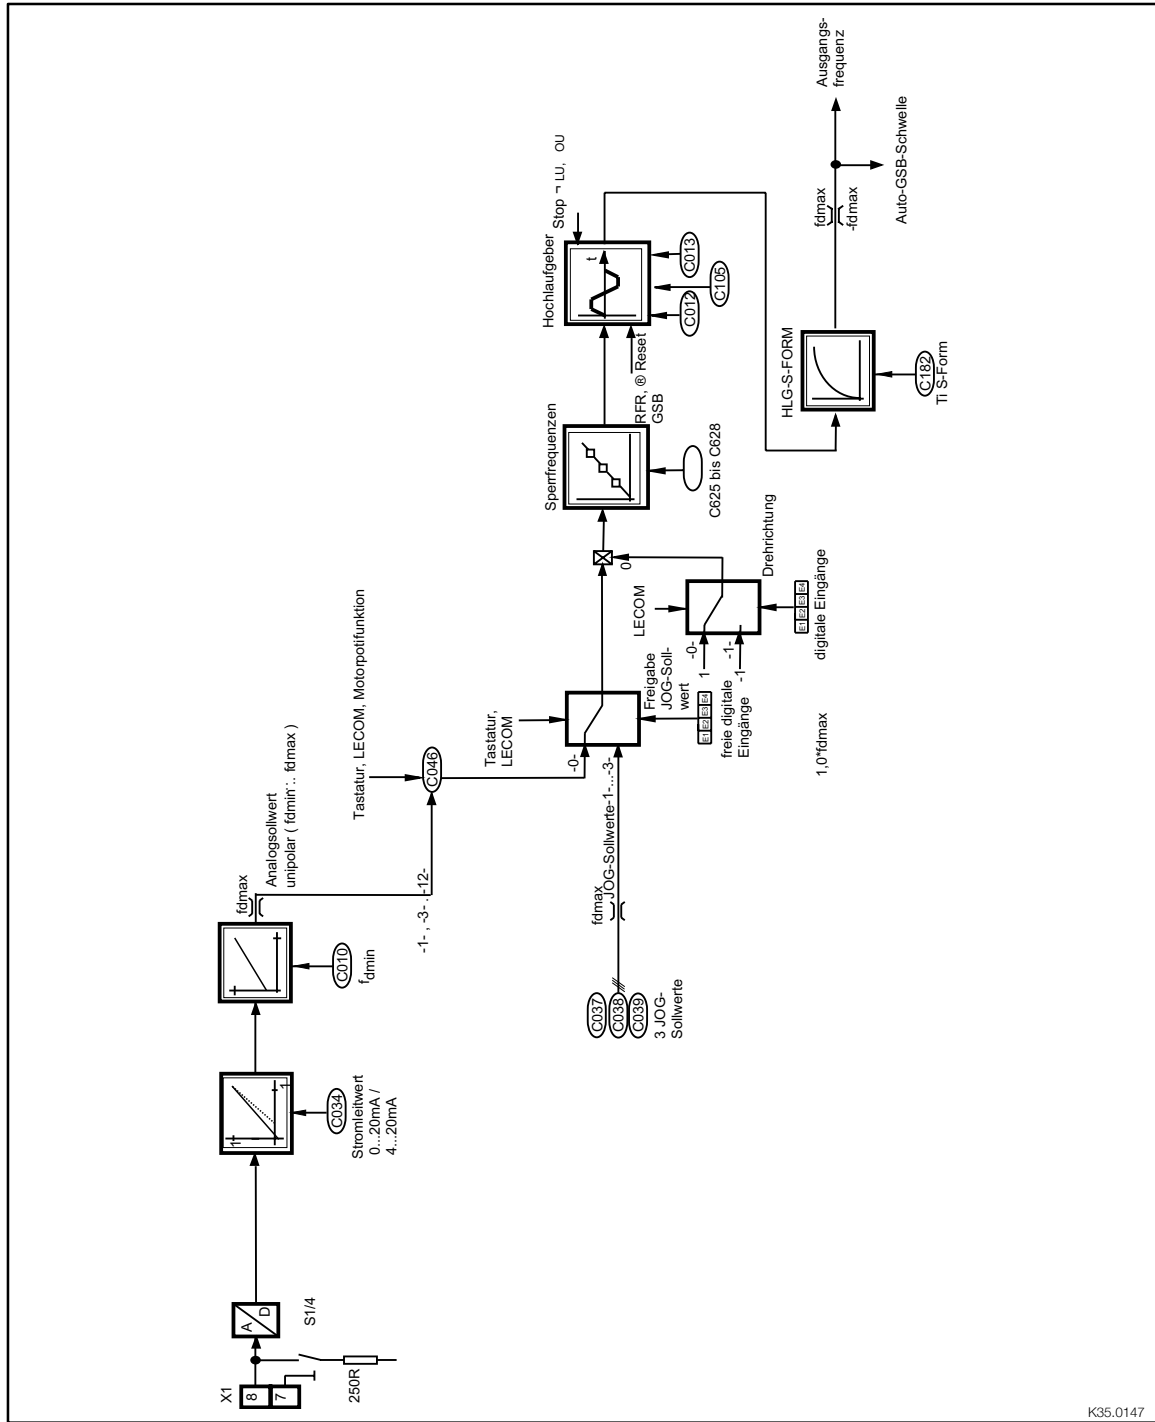 X1
8
7
250R
A
D
S1/4
1
1
C034
Stromleitwert
0...20mA /
4...20mA
C010
fdmin
fdmax
Analogsollwert
unipolar ( fdmin .. fdmax )
-1- , -3- . -12-
Tastatur, LECOM, Motorpotifunktion
C046
C037
C038
C039
3 JOG-
Sollwerte
fdmax
JOG-Sollwerte-1-...-3-
-0-
Tastatur,
LECOM
Freigabe
JOG-Soll-
wert
E1 E2 E3 E4
freie digitale
Eingänge
1
-0-
-1
-1-
LECOM
Drehrichtung
E1 E2 E3 E4
digitale Eingänge
1,0*fdmax
0
Sperrfrequenzen
C625 bis C628
RFR, ® Reset
GSB
Hochlaufgeber
t
Stop ¬ LU, OU
C012
C105
C013
HLG-S-FORM
C182
Ti S-Form
fdmax
-fdmax
Auto-GSB-Schwelle
Ausgangs-
frequenz
K35.0147